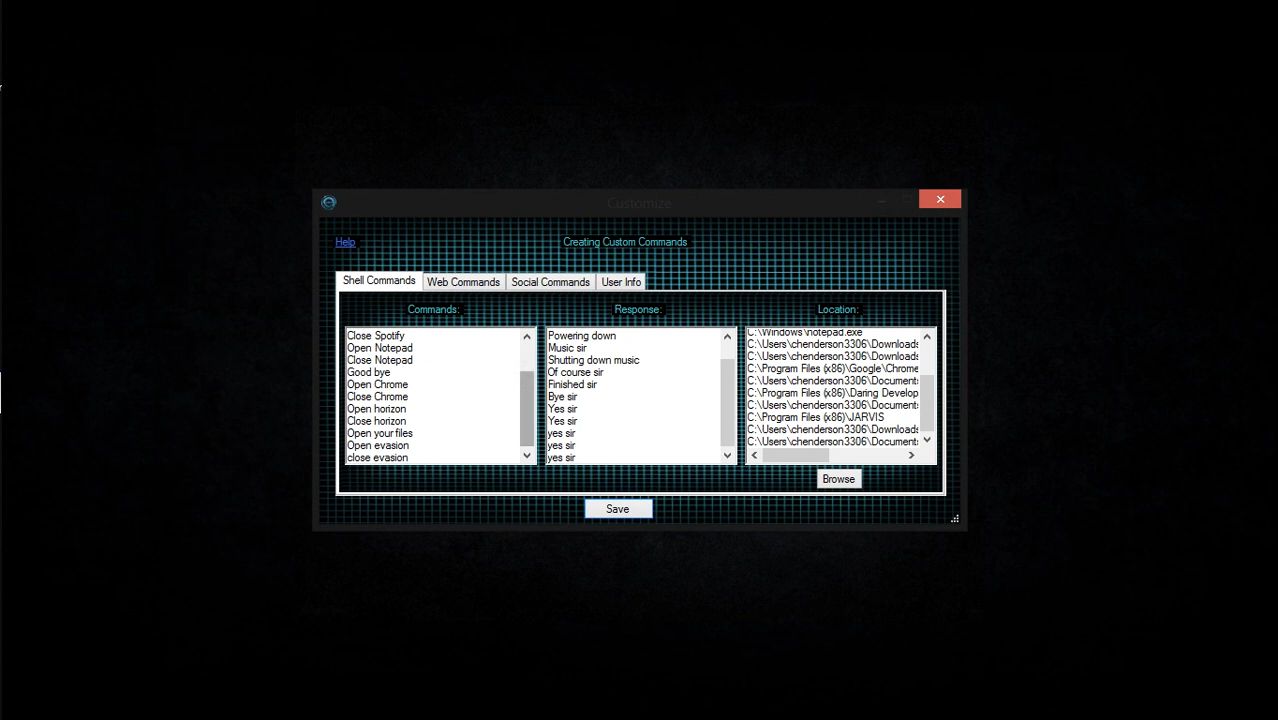 Customize
Help
Creating Custom Commands
Shell Commands
Web Commands
Social Commands
User Info
Commands:
Close Spotify
Open Notepad
Close Notepad
Good bye
Open Chrome
Close Chrome
Open horizon
Close horizon
Open your files
Open evasion
close evasion
Response:
Powering down
Music sir
Shutting down music
Of course sir
Finished sir
Bye sir
Yes sir
Yes sir
yes sir
yes sir
yes sir
Location:
C:\Windows\notepad.exe
C:\Users\chenderson3306\Downloads
C:\Users\chenderson3306\Downloads
C:\Program Files (x86)\Google\Chrome
C:\Users\chenderson3306\Documents
C:\Program Files (x86)\Daring Develop
C:\Users\chenderson3306\Documents
C:\Program Files (x86)\JARVIS
C:\Users\chenderson3306\Downloads
C:\Users\chenderson3306\Documents
Browse
Save